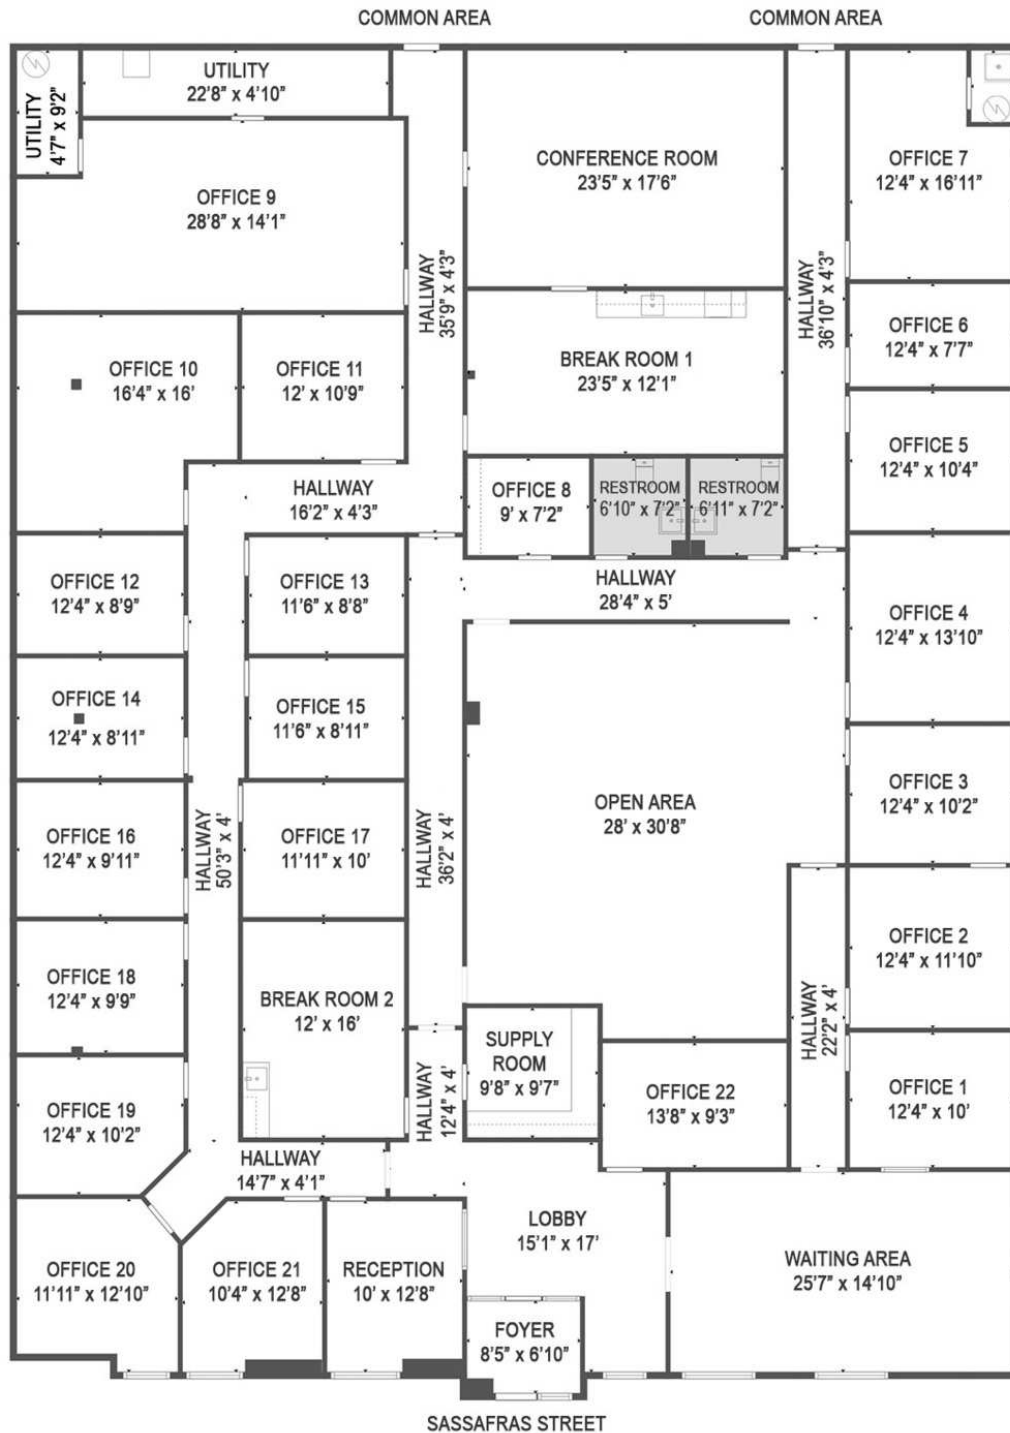 COMMON AREA
COMMON AREA
UTILITY
22'8" x 4'10"
UTILITY
4'7" x 9'2"
OFFICE 9
28'8" x 14'1"
CONFERENCE ROOM
23'5" x 17'6"
OFFICE 7
12'4" x 16'11"
HALLWAY
35'9" x 4'3"
HALLWAY
36'10" x 4'3"
OFFICE 6
12'4" x 7'7"
OFFICE 10
16'4" x 16'
OFFICE 11
12' x 10'9"
BREAK ROOM 1
23'5" x 12'1"
OFFICE 5
12'4" x 10'4"
HALLWAY
16'2" x 4'3"
OFFICE 8
9' x 7'2"
RESTROOM
6'10" x 7'2"
RESTROOM
6'11" x 7'2"
OFFICE 12
12'4" x 8'9"
OFFICE 13
11'6" x 8'8"
HALLWAY
28'4" x 5'
OFFICE 4
12'4" x 13'10"
OFFICE 14
12'4" x 8'11"
OFFICE 15
11'6" x 8'11"
OFFICE 3
12'4" x 10'2"
OPEN AREA
28' x 30'8"
OFFICE 16
12'4" x 9'11"
HALLWAY
50'3" x 4'
OFFICE 17
11'11" x 10'
HALLWAY
36'2" x 4'
OFFICE 2
12'4" x 11'10"
OFFICE 18
12'4" x 9'9"
BREAK ROOM 2
12' x 16'
HALLWAY
22'2" x 4'
SUPPLY
ROOM
9'8" x 9'7"
OFFICE 19
12'4" x 10'2"
HALLWAY
12'4" x 4'
OFFICE 22
13'8" x 9'3"
OFFICE 1
12'4" x 10'
HALLWAY
14'7" x 4'1"
LOBBY
15'1" x 17'
WAITING AREA
25'7" x 14'10"
OFFICE 20
11'11" x 12'10"
OFFICE 21
10'4" x 12'8"
RECEPTION
10' x 12'8"
FOYER
8'5" x 6'10"
SASSAFRAS STREET